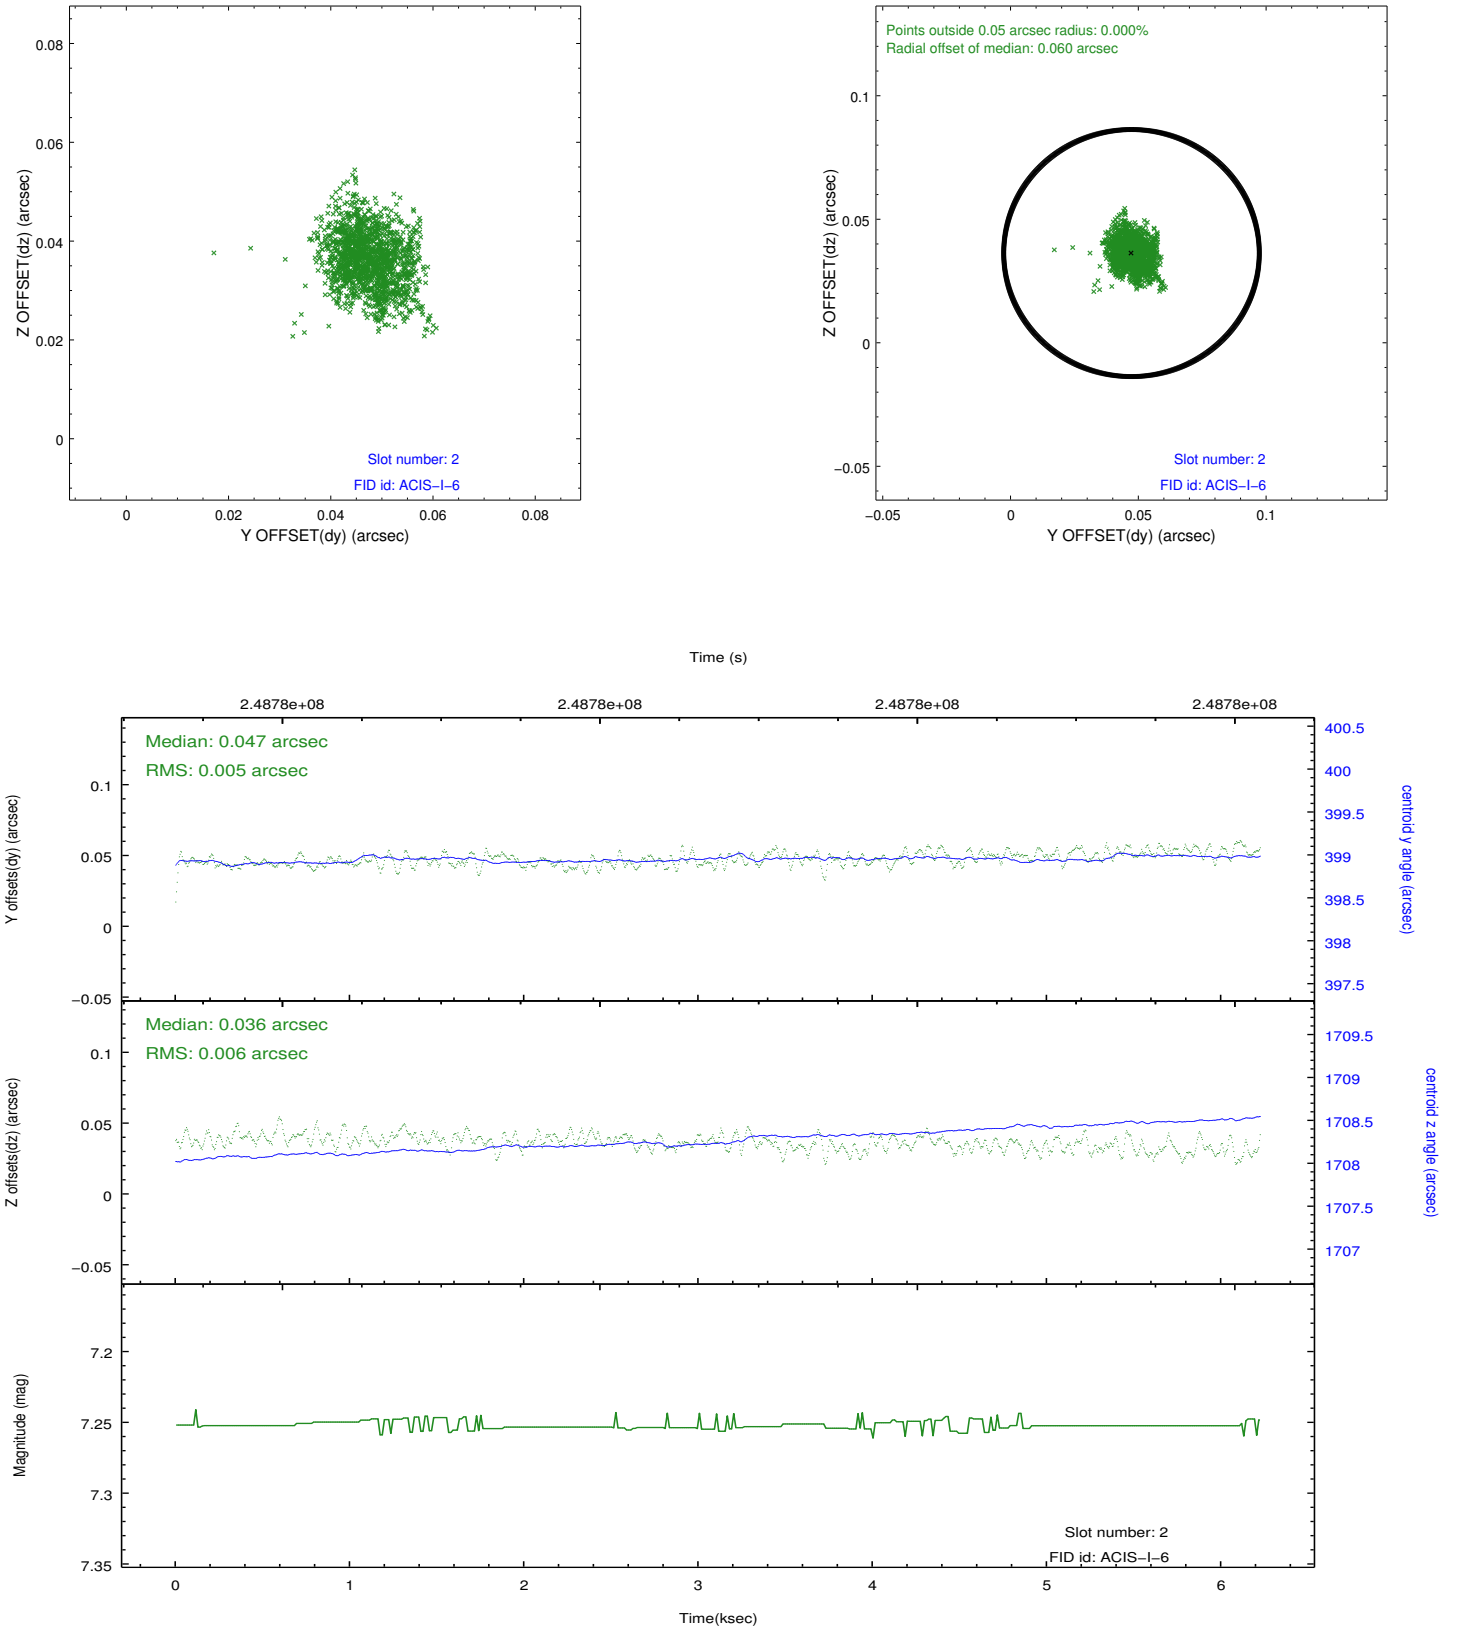 0.08
0.06
0.04
0.02
0
Z OFFSET(dz) (arcsec)
Slot number: 2
FID id: ACIS−I−6
0 0.02 0.04 0.06 0.08
Y OFFSET(dy) (arcsec)
Points outside 0.05 arcsec radius: 0.000%
Radial offset of median: 0.060 arcsec
0.1
0.05
0
−0.05
Z OFFSET(dz) (arcsec)
Slot number: 2
FID id: ACIS−I−6
−0.05 0 0.05 0.1
Y OFFSET(dy) (arcsec)
Time (s)
2.4878e+08 2.4878e+08 2.4878e+08 2.4878e+08
Median: 0.047 arcsec
RMS: 0.005 arcsec
0.1
0.05
0
−0.05
Y offsets(dy) (arcsec)
400.5
400
399.5
399
398.5
398
397.5
centroid y angle (arcsec)
Median: 0.036 arcsec
RMS: 0.006 arcsec
0.1
0.05
0
−0.05
Z offsets(dz) (arcsec)
1709.5
1709
1708.5
1708
1707.5
1707
centroid z angle (arcsec)
7.2
7.25
7.3
7.35
Magnitude (mag)
Slot number: 2
FID id: ACIS−I−6
0 1 2 3 4 5 6
Time(ksec)